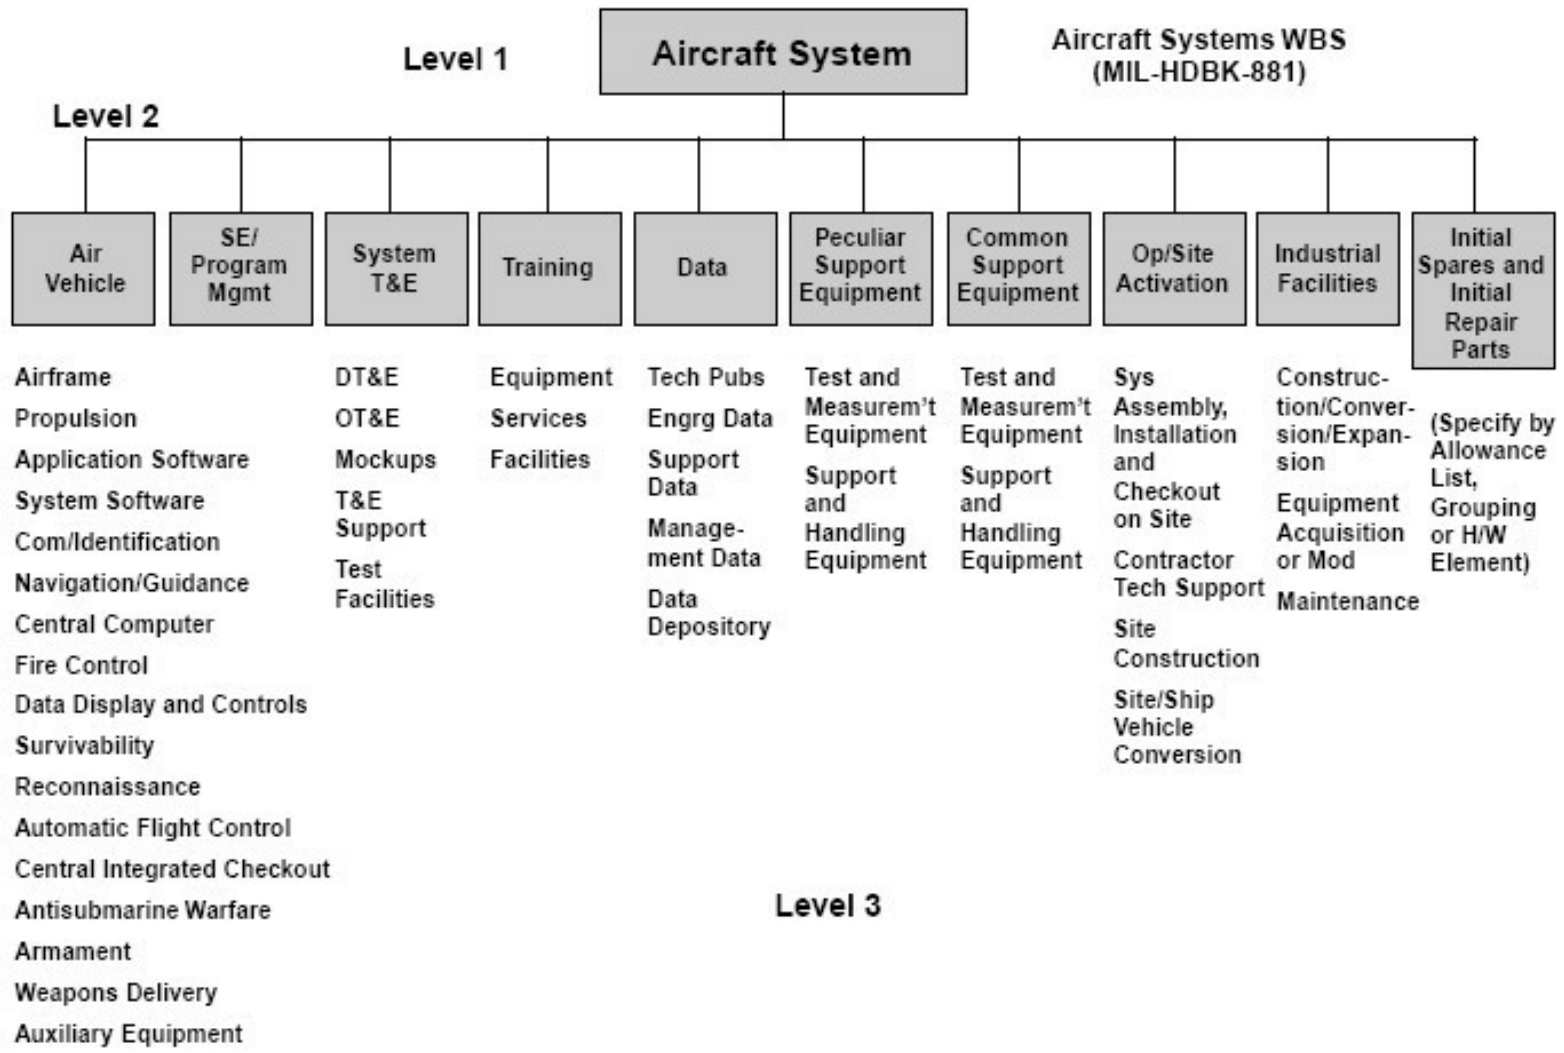 Level 1
Aircraft System
Aircraft Systems WBS
(MIL-HDBK-881)
Level 2
Air
Vehicle
SE/
Program
Mgmt
System
T&E
Training
Data
Peculiar
Support
Equipment
Common
Support
Equipment
Op/Site
Activation
Industrial
Facilities
Initial
Spares and
Initial
Repair
Parts
Airframe
Propulsion
Application Software
System Software
Com/Identification
Navigation/Guidance
Central Computer
Fire Control
Data Display and Controls
Survivability
Reconnaissance
Automatic Flight Control
Central Integrated Checkout
Antisubmarine Warfare
Armament
Weapons Delivery
Auxiliary Equipment
DT&E
OT&E
Mockups
T&E
Support
Test
Facilities
Equipment
Services
Facilities
Tech Pubs
Engrg Data
Support
Data
Manage-
ment Data
Data
Depository
Test and
Measurem’t
Equipment
Support
and
Handling
Equipment
Test and
Measurem’t
Equipment
Support
and
Handling
Equipment
Sys
Assembly,
Installation
and
Checkout
on Site
Contractor
Tech Support
Site
Construction
Site/Ship
Vehicle
Conversion
Construc-
tion/Conver-
sion/Expan-
sion
Equipment
Acquisition
or Mod
Maintenance
(Specify by
Allowance
List,
Grouping
or H/W
Element)
Level 3